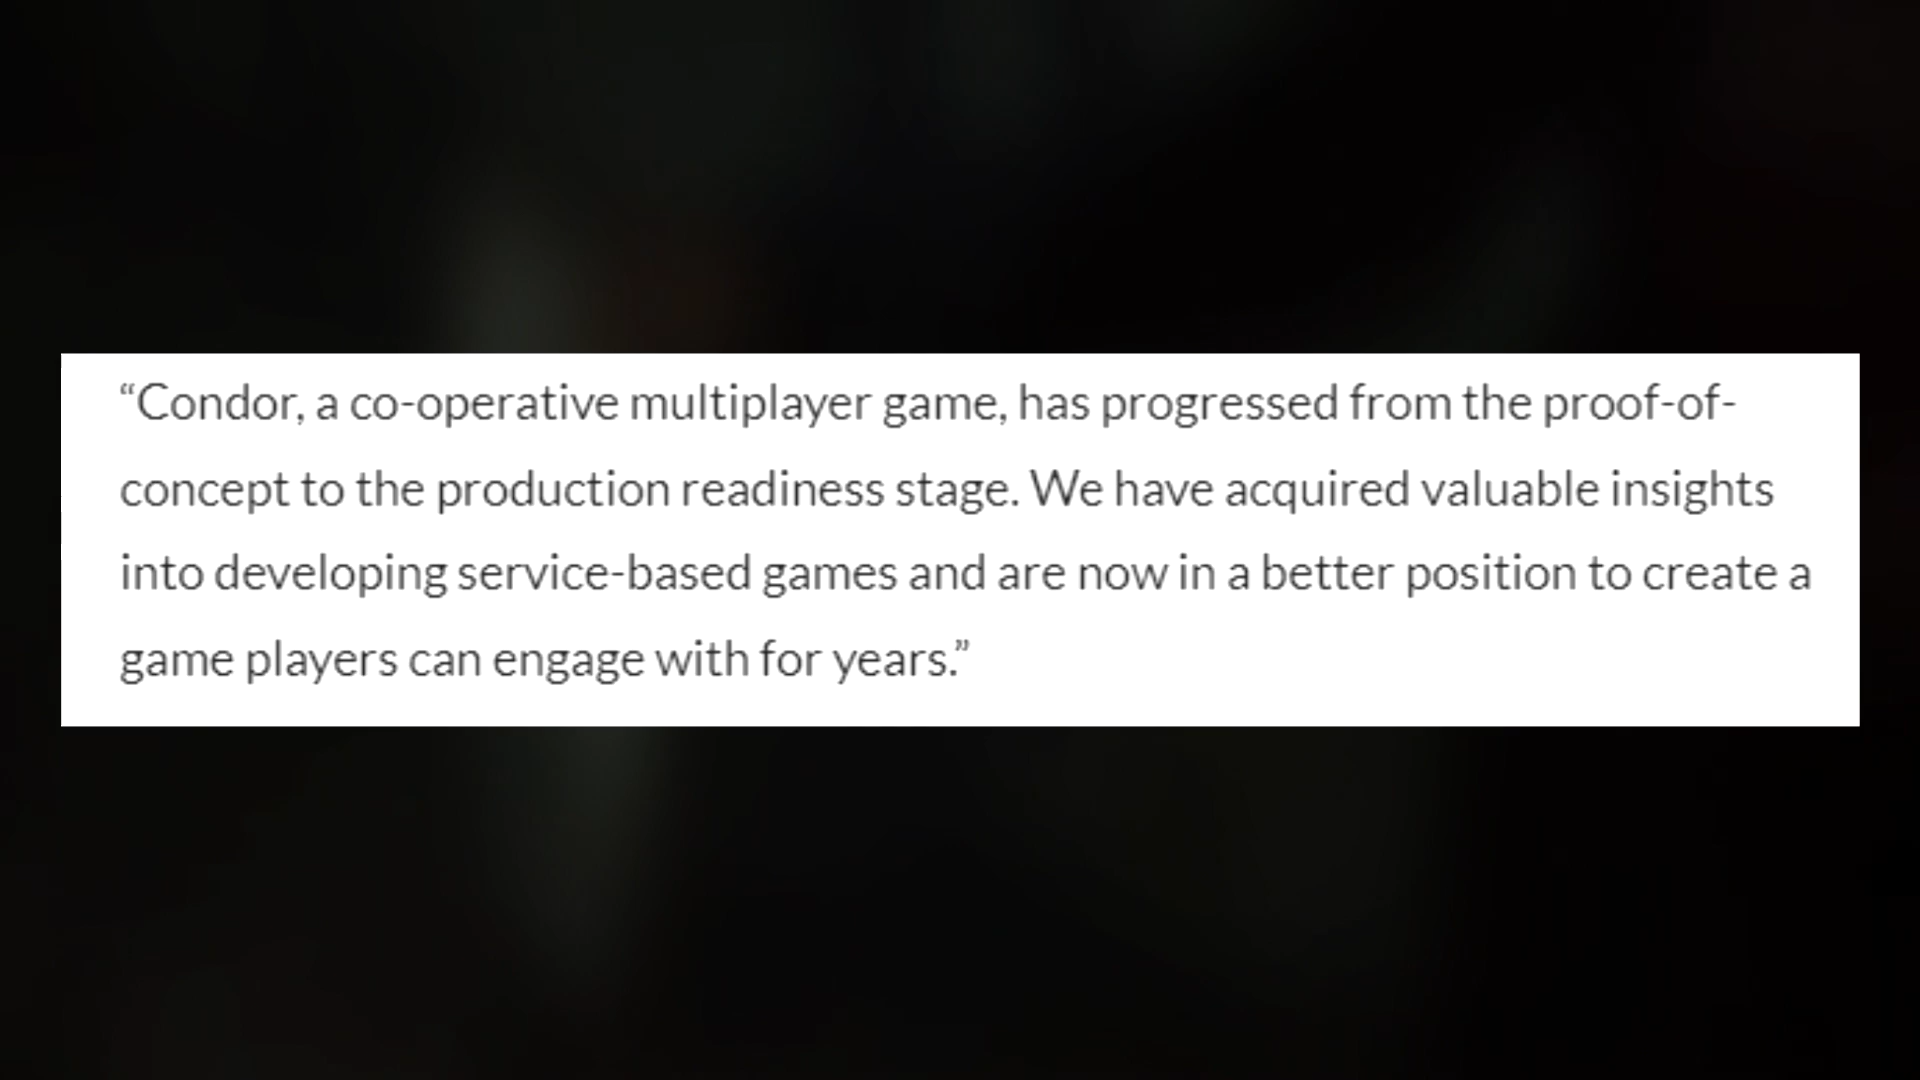 “Condor, a co-operative multiplayer game, has progressed from the proof-of-
concept to the production readiness stage. We have acquired valuable insights
into developing service-based games and are now in a better position to create a
game players can engage with for years.”